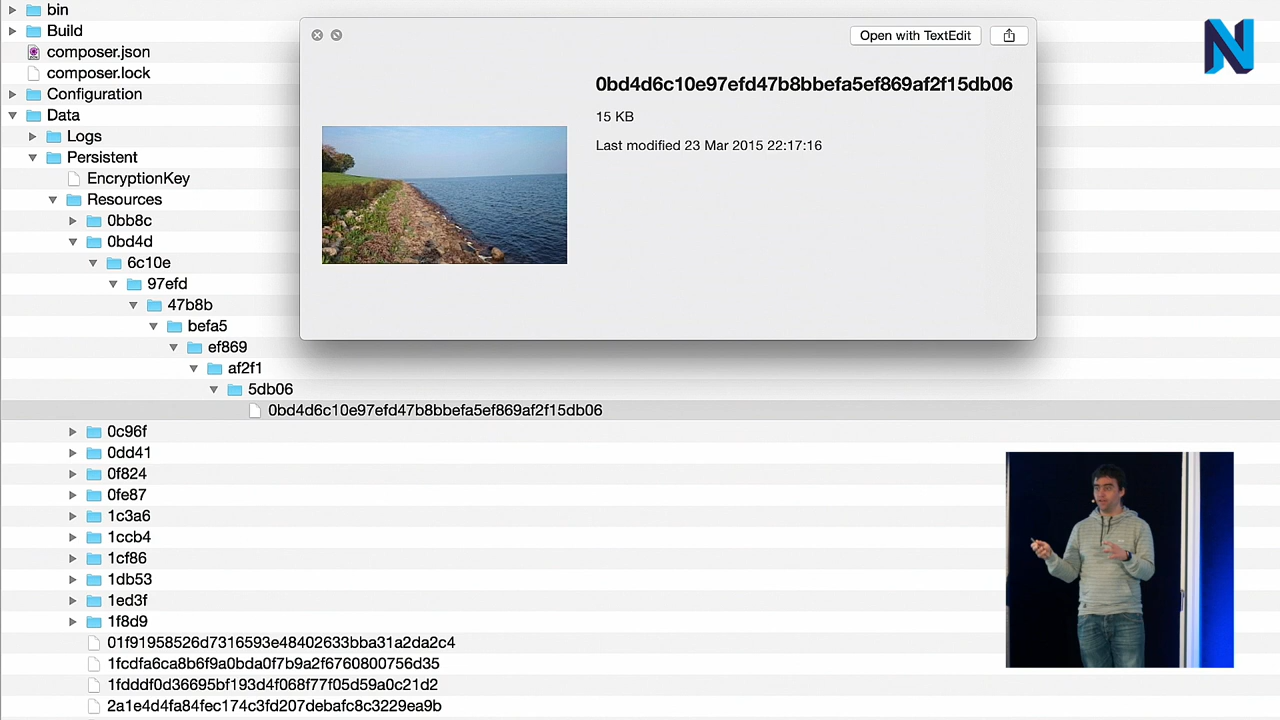 bin
Build
composer.json
composer.lock
Configuration
Data
Logs
Persistent
EncryptionKey
Resources
0bb8c
0bd4d
6c10e
97efd
47b8b
befa5
ef869
af2f1
5db06
0bd4d6c10e97efd47b8bbefa5ef869af2f15db06
0c96f
0dd41
0f824
0fe87
1c3a6
1ccb4
1cf86
1db53
1ed3f
1f8d9
01f91958526d7316593e48402633bba31a2da2c4
1fcdfa6ca8b6f9a0bda0f7b9a2f6760800756d35
1fdddf0d36695bf193d4f068f77f05d59a0c21d2
2a1e4d4fa84fec174c3fd207debafc8c3229ea9b
Open with TextEdit
0bd4d6c10e97efd47b8bbefa5ef869af2f15db06
15 KB
Last modified 23 Mar 2015 22:17:16
N